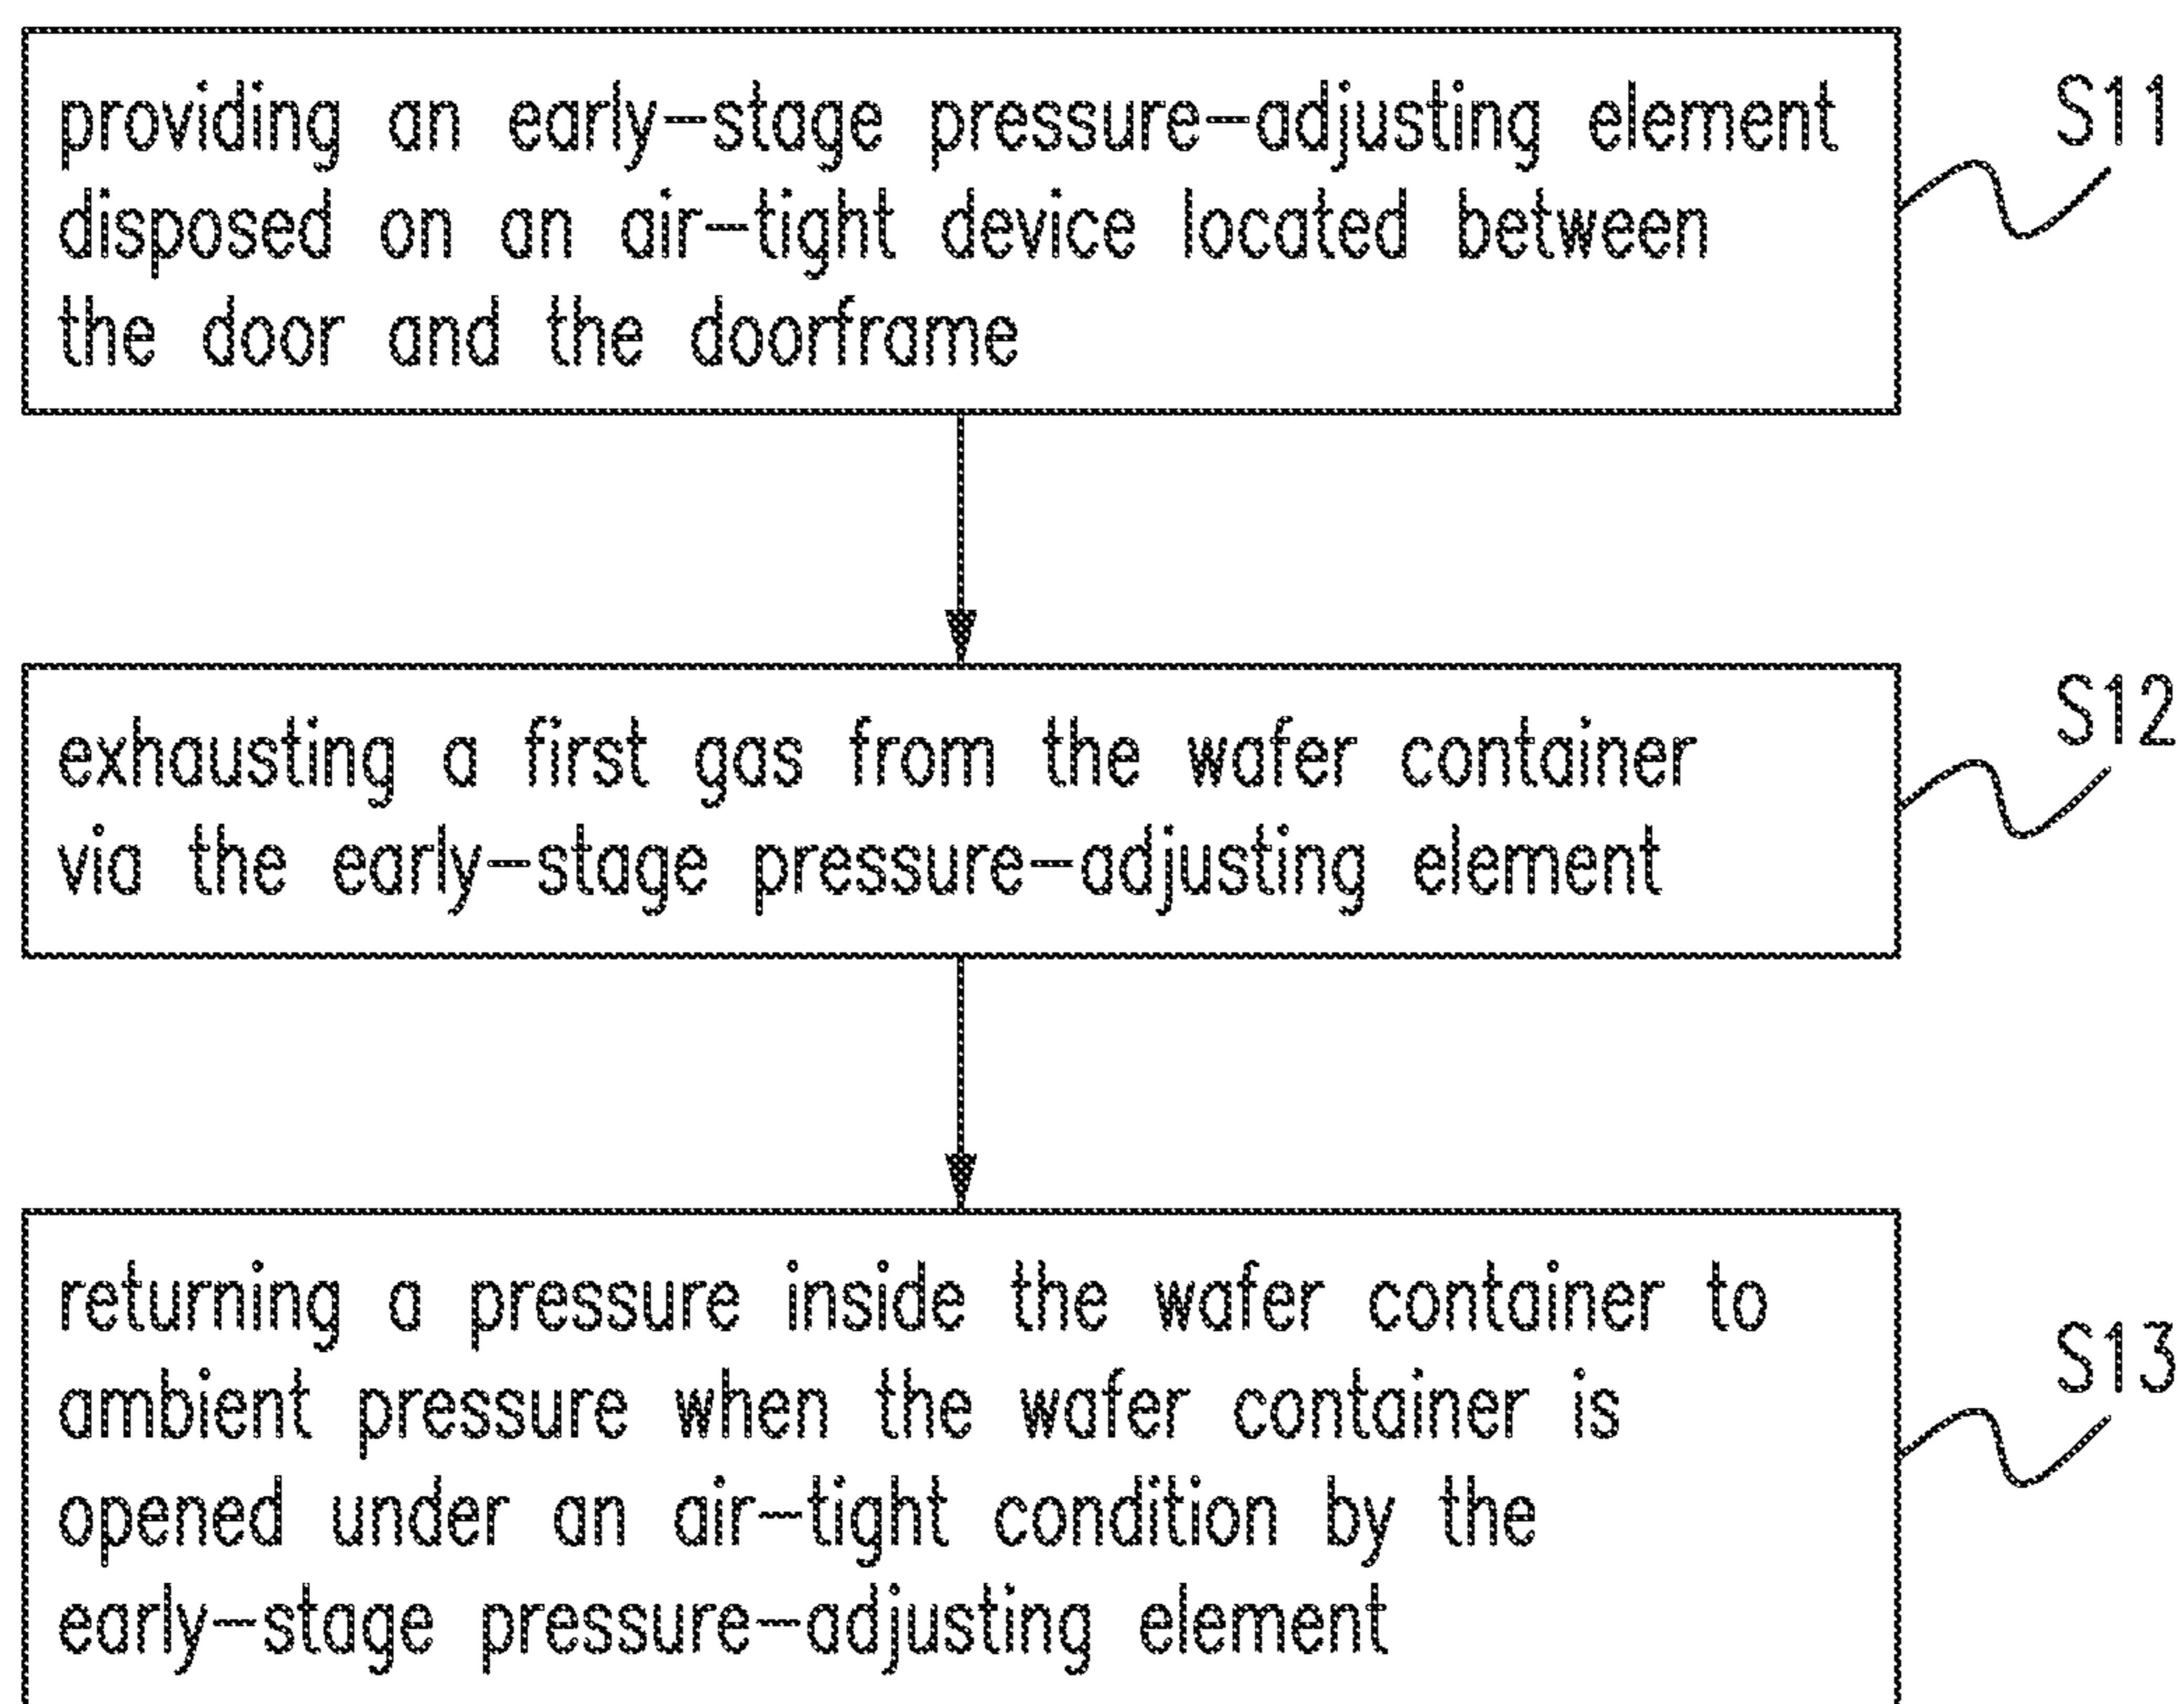 providing an early-stage pressure-adjusting element
disposed on an air-tight device located between
the door and the doorframe
S11
exhausting a first gas from the wafer container
via the early-stage pressure-adjusting element
S12
returning a pressure inside the wafer container to
ambient pressure when the wafer container is
opened under an air-tight condition by the
early-stage pressure-adjusting element
S13